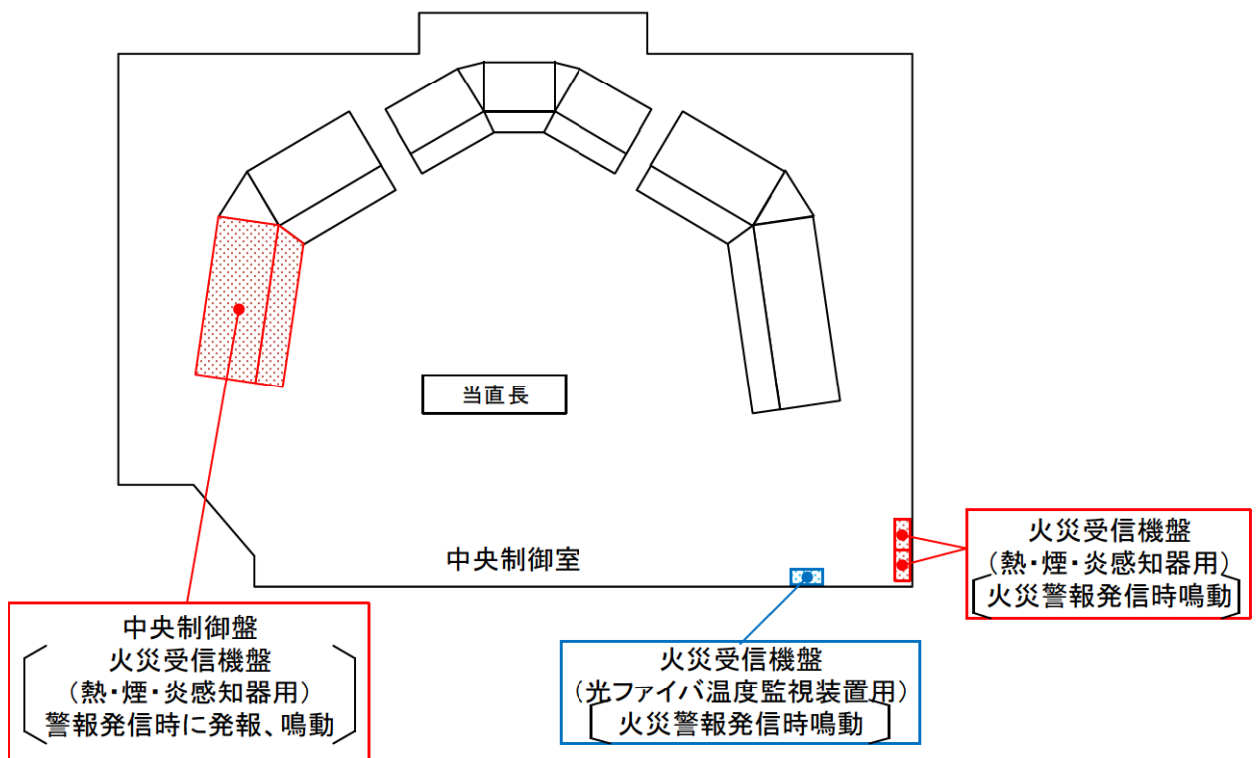 当直長
中央制御室
火災受信機盤
(熱・煙・炎感知器用)
火災警報発信時鳴動
中央制御盤
火災受信機盤
(熱・煙・炎感知器用)
警報発信時に発報、鳴動
火災受信機盤
(光ファイバ温度監視装置用)
火災警報発信時鳴動